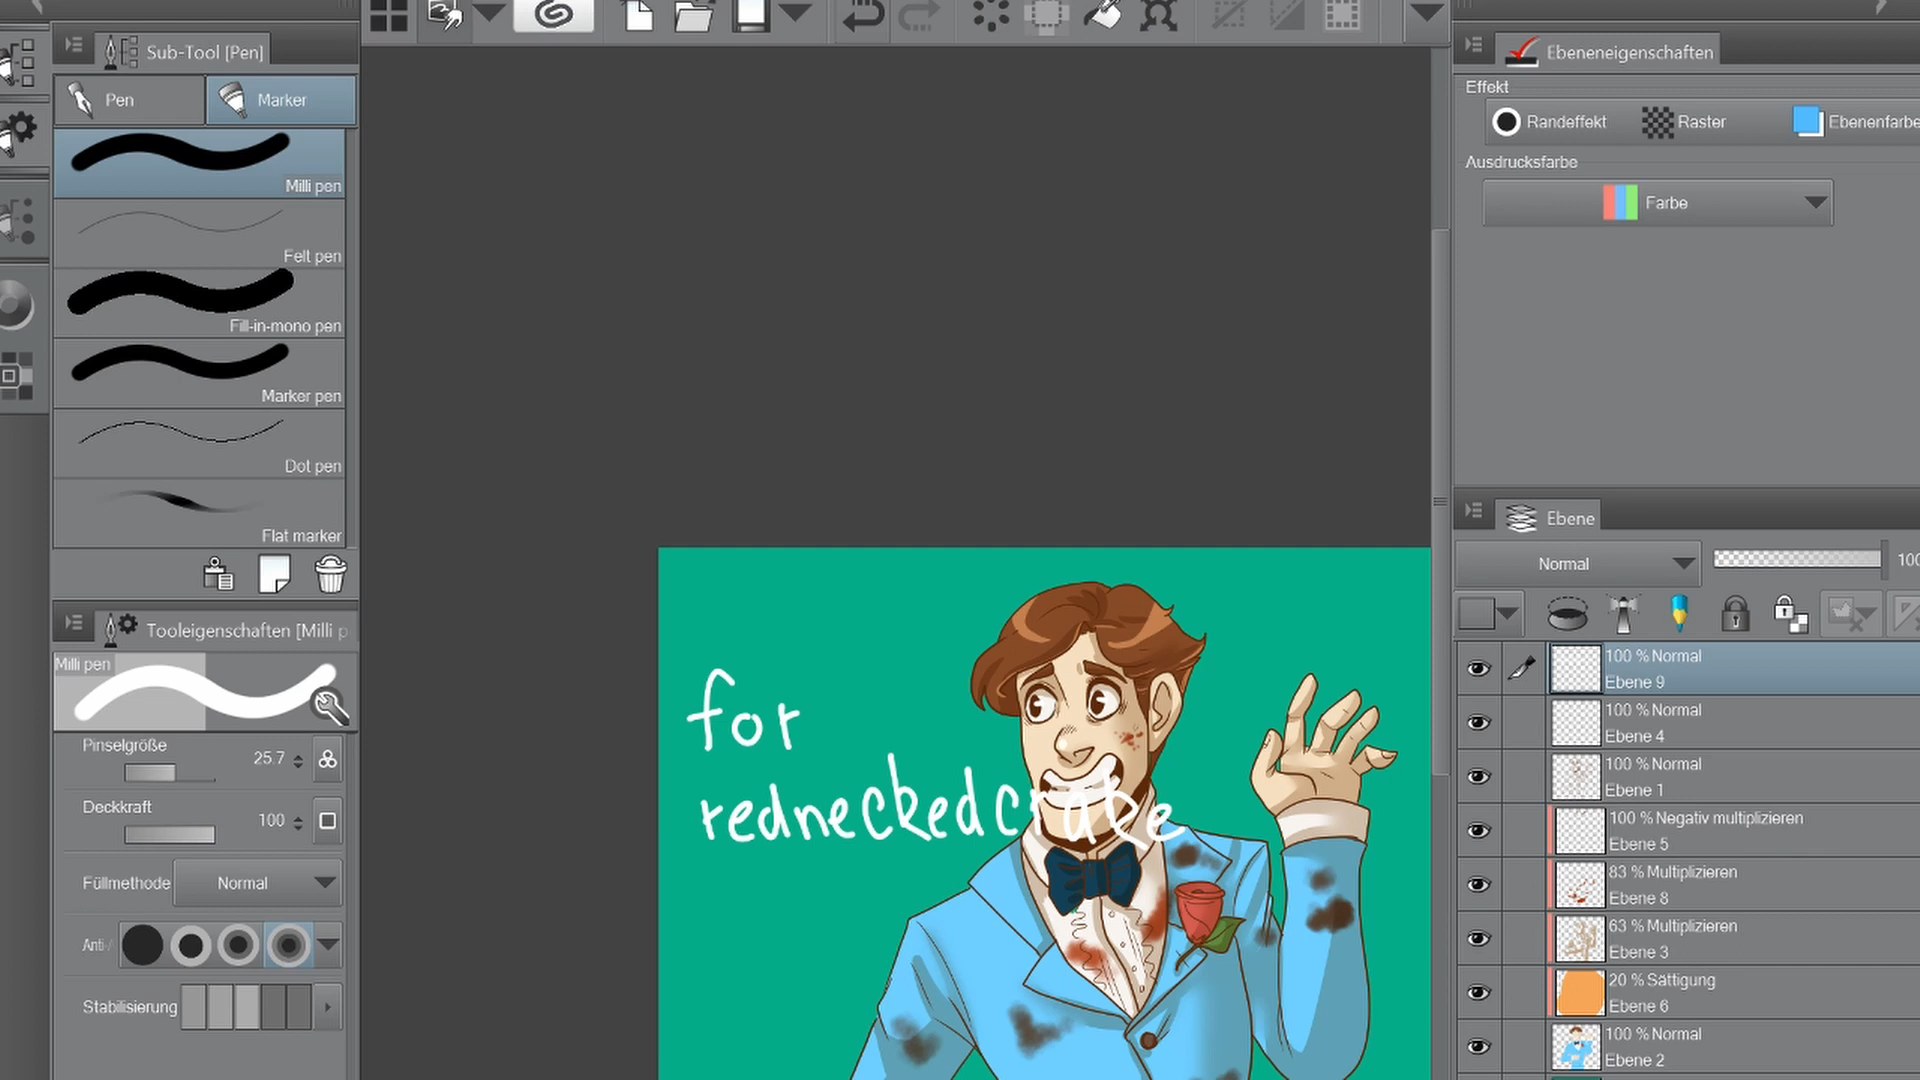 Sub-Tool [Pen]
Pen
Marker
Milli pen
Felt pen
Fill-in-mono pen
Marker pen
Dot pen
Flat marker
Tooleigenschaften [Milli p
Milli pen
Pinselgröße 25.7
Deckkraft 100
Füllmethode Normal
Anti-/
Stabilisierung
for
redneckedcrake
Ebeneneigenschaften
Effekt
Randeffekt Raster Ebenenfarbe
Ausdrucksfarbe
Farbe
Ebene
Normal 100
100 % Normal
Ebene 9
100 % Normal
Ebene 4
100 % Normal
Ebene 1
100 % Negativ multiplizieren
Ebene 5
83 % Multiplizieren
Ebene 8
63 % Multiplizieren
Ebene 3
20 % Sättigung
Ebene 6
100 % Normal
Ebene 2